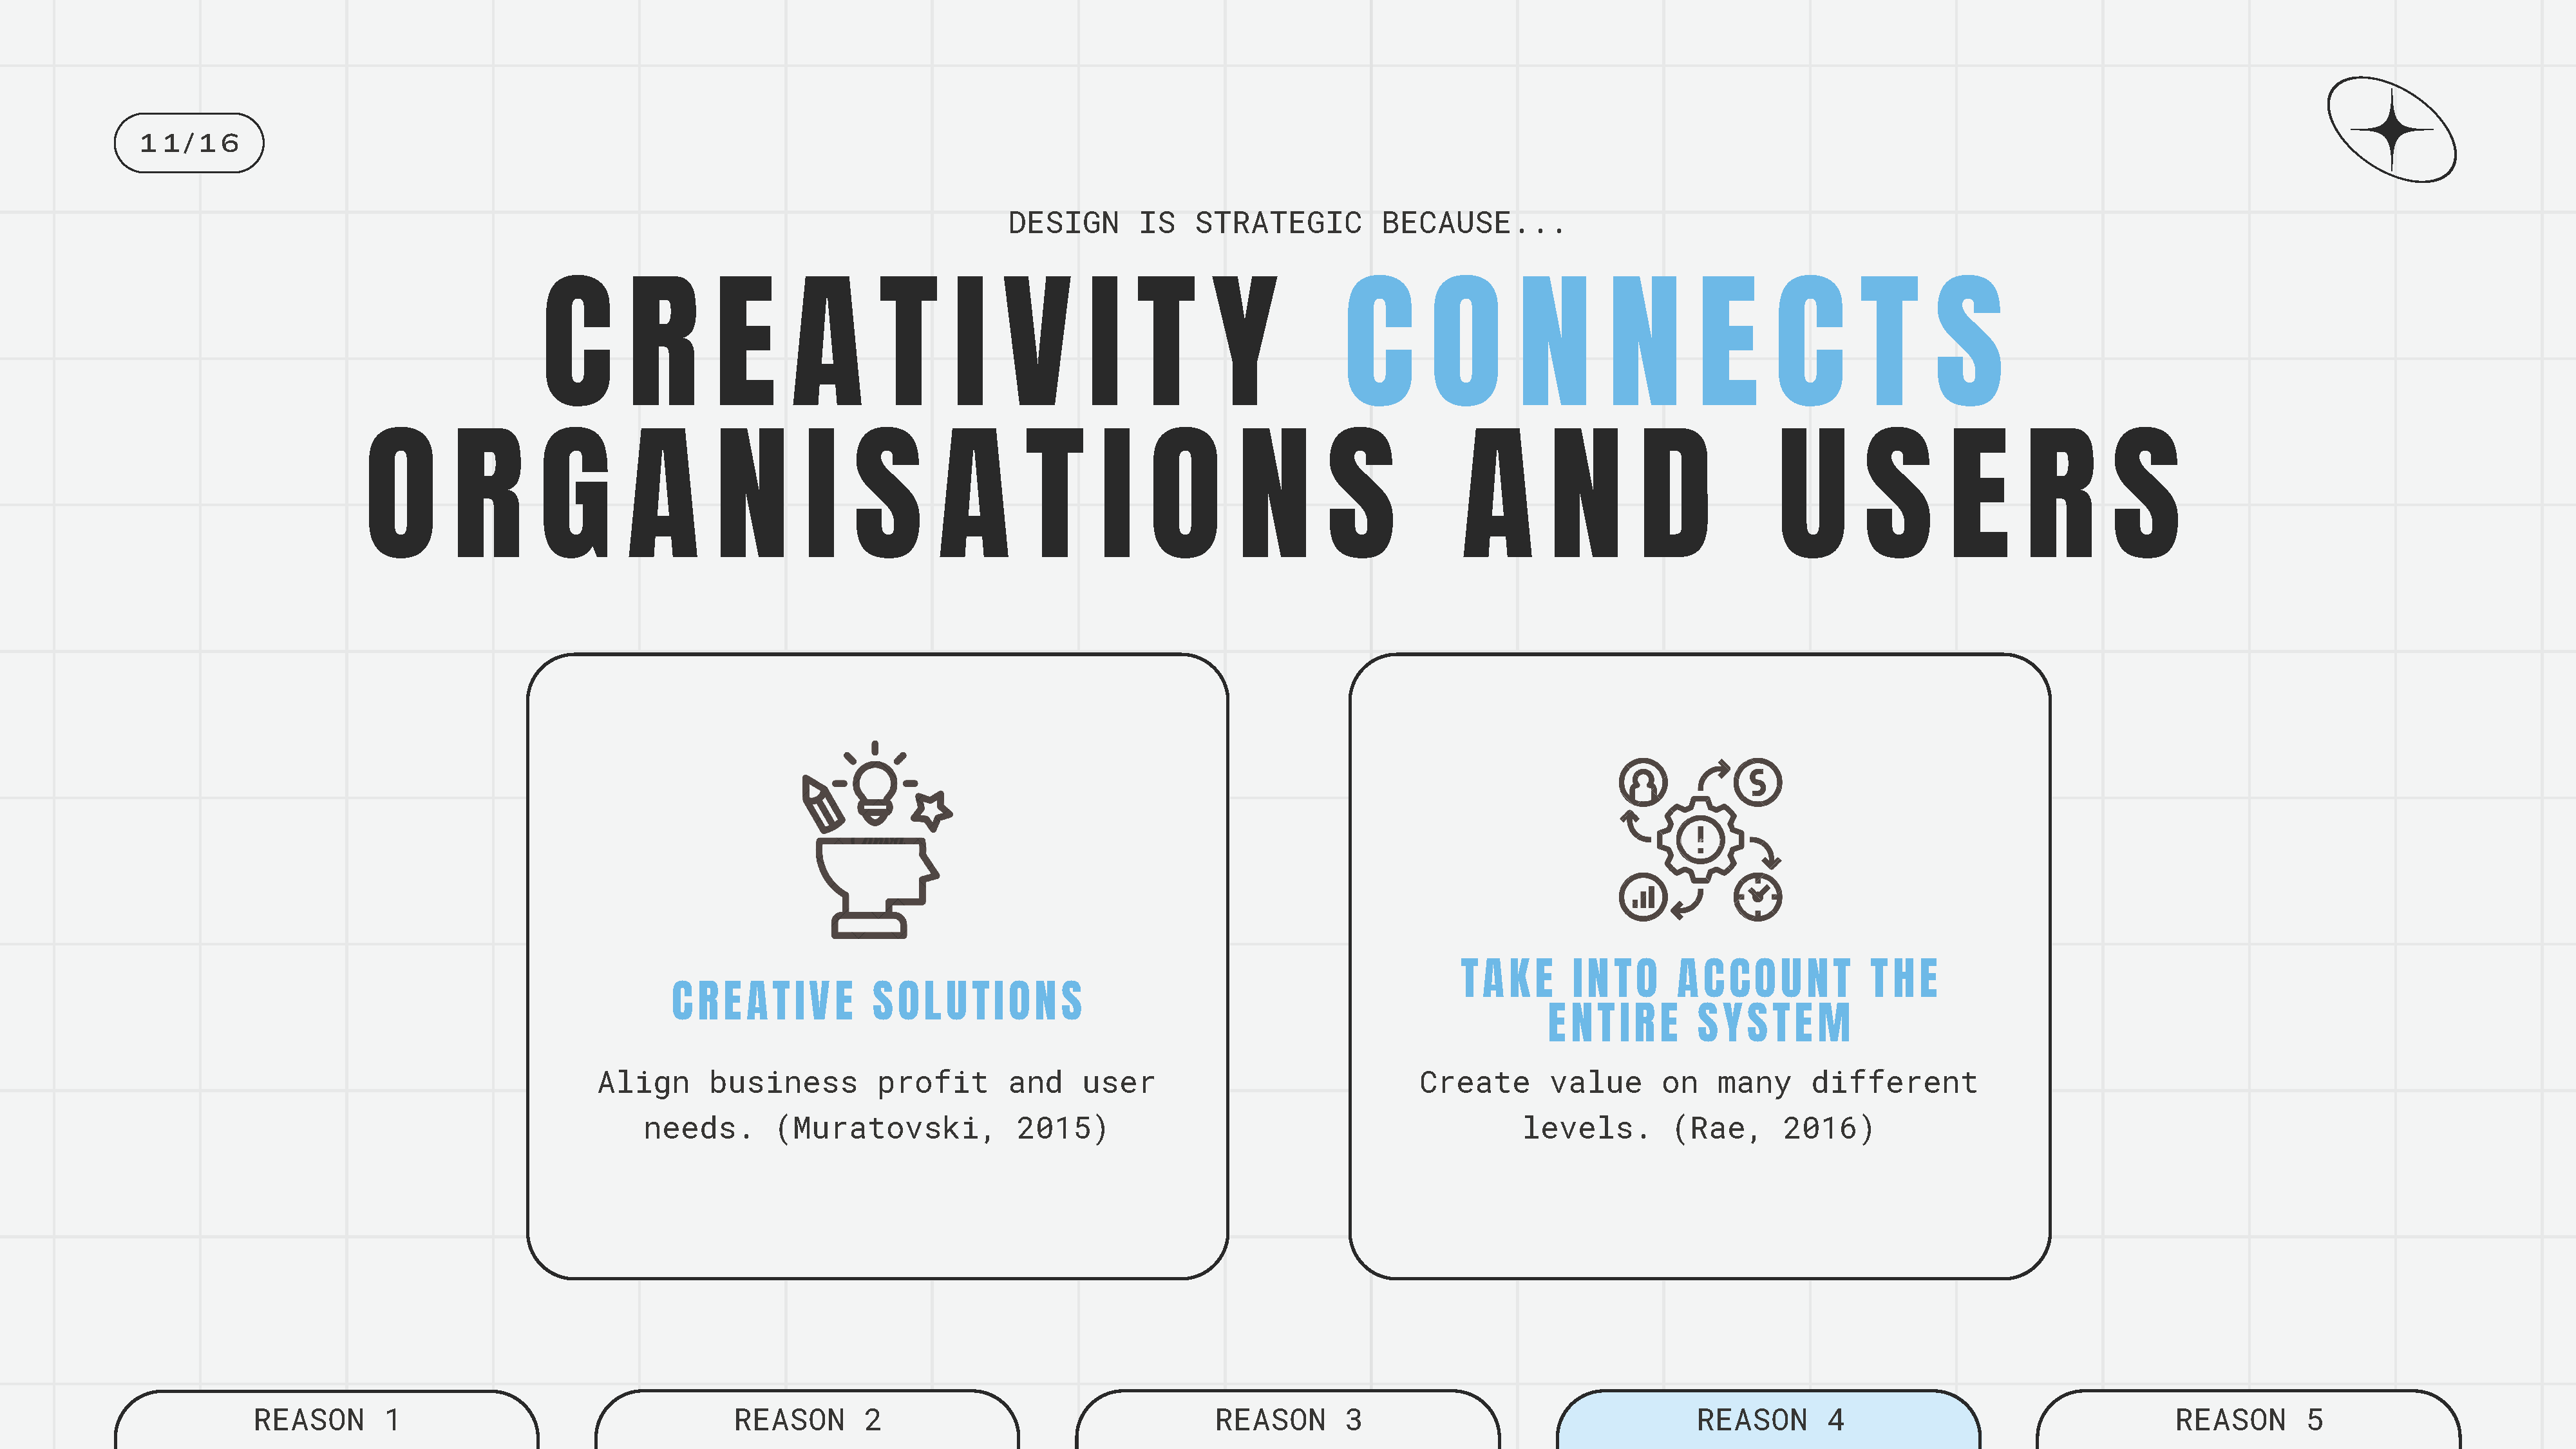 11/16
DESIGN IS STRATEGIC BECAUSE...
CREATIVITY CONNECTS
ORGANISATIONS AND USERS
CREATIVE SOLUTIONS
Align business profit and user
needs. (Muratovski, 2015)
TAKE INTO ACCOUNT THE
ENTIRE SYSTEM
Create value on many different
levels. (Rae, 2016)
REASON 1
REASON 2
REASON 3
REASON 4
REASON 5